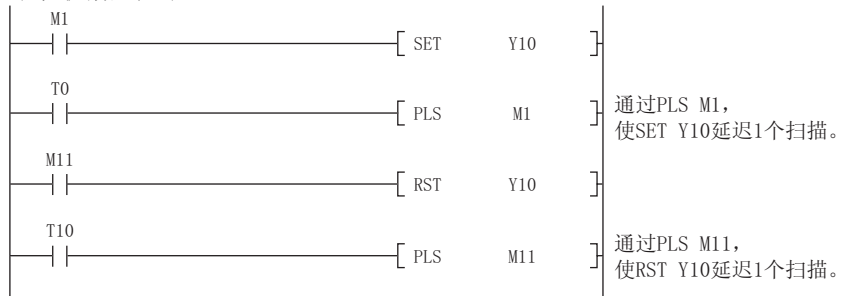 M1
SET Y10
T0
PLS M1
通过PLS M1,
使SET Y10延迟1个扫描。
M11
RST Y10
T10
PLS M11
通过PLS M11,
使RST Y10延迟1个扫描。